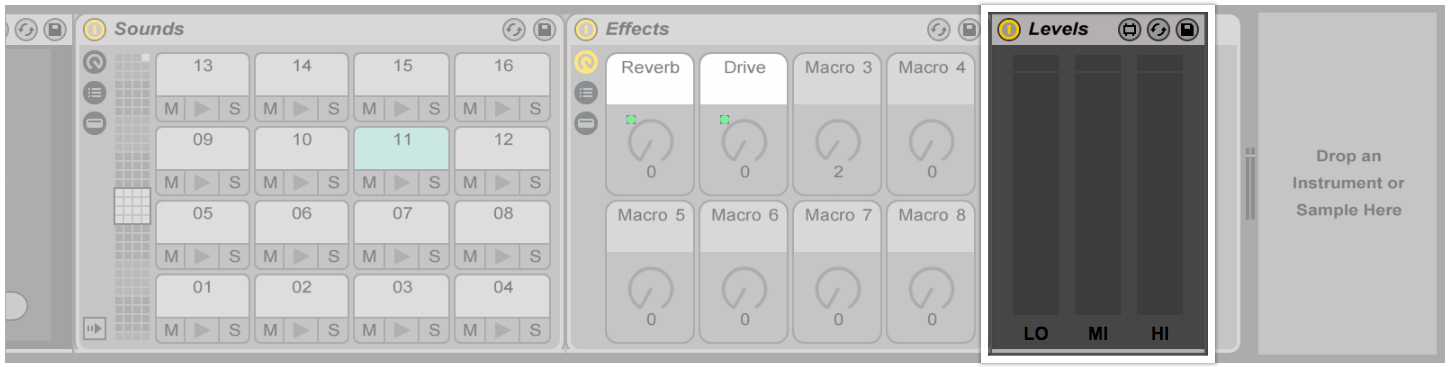 Sounds
13 14 15 16
M S M S M S M S
09 10 11 12
M S M S M S M S
05 06 07 08
M S M S M S M S
01 02 03 04
M S M S M S M S
Effects
Reverb Drive Macro 3 Macro 4
0 0 2 0
Macro 5 Macro 6 Macro 7 Macro 8
0 0 0 0
Levels
LO MI HI
Drop an
Instrument or
Sample Here